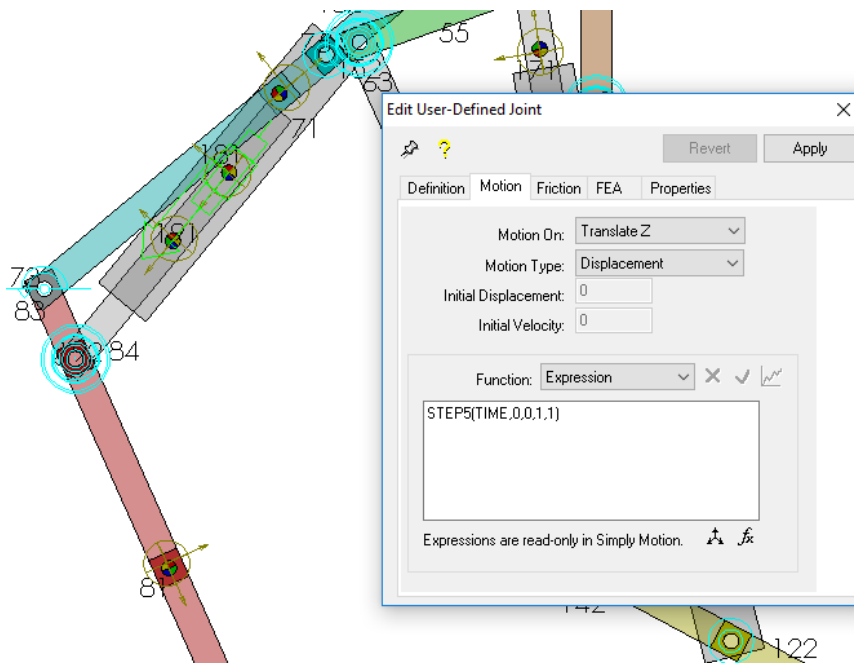 55
63
71
71
181
181
83
84
81
142
122
Edit User-Defined Joint
Revert
Apply
Definition
Motion
Friction
FEA
Properties
Motion On:
Translate Z
Motion Type:
Displacement
Initial Displacement:
0
Initial Velocity:
0
Function:
Expression
STEP5(TIME,0,0,1,1)
Expressions are read-only in Simply Motion.
fx